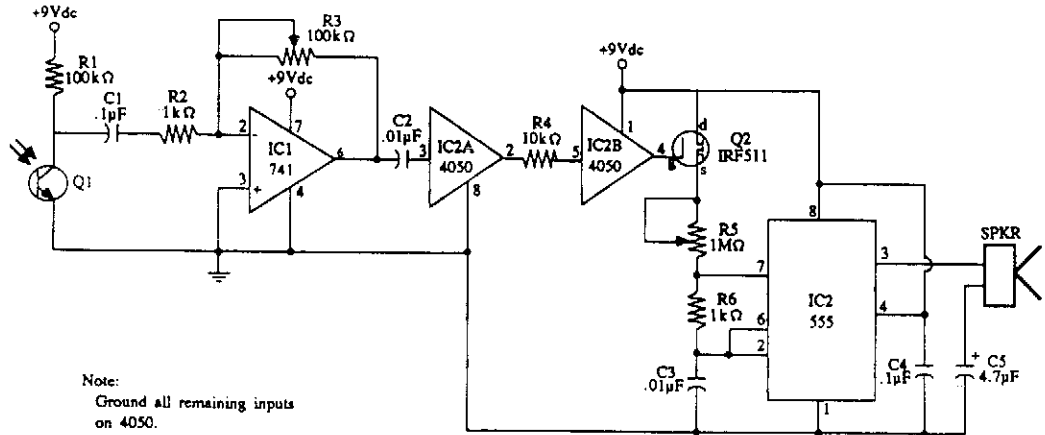 +9Vdc
R1
100kΩ
C1
.1µF
R2
1kΩ
R3
100kΩ
+9Vdc
2
-
7
IC1
741
6
3
+
4
Q1
C2
.01µF
3
IC2A
4050
2
8
R4
10kΩ
+9Vdc
5
IC2B
4050
1
4
g
d
s
Q2
IRF511
R5
1MΩ
R6
1kΩ
C3
.01µF
8
7
6
2
IC2
555
3
4
1
SPKR
C4
.1µF
+
C5
4.7µF
Note:
Ground all remaining inputs
on 4050.